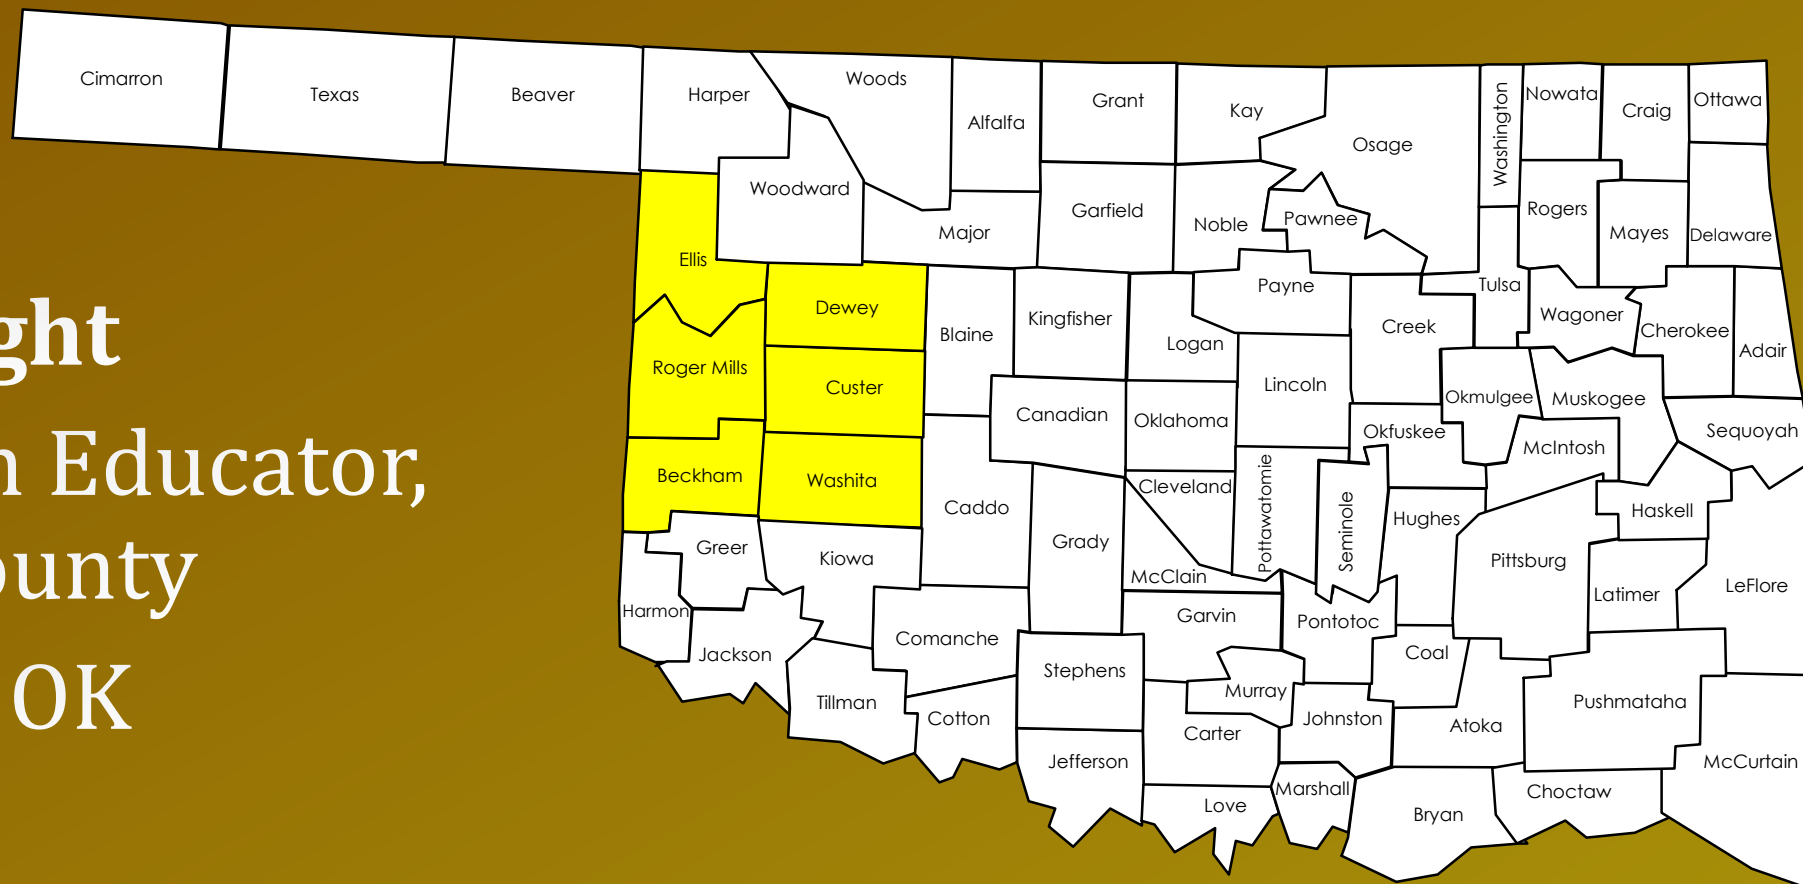 ght
n Educator,
ounty
OK
Cimarron
Texas
Beaver
Harper
Woods
Alfalfa
Grant
Kay
Osage
Washington
Nowata
Craig
Ottawa
Woodward
Major
Garfield
Noble
Pawnee
Rogers
Mayes
Delaware
Ellis
Dewey
Blaine
Kingfisher
Logan
Payne
Creek
Tulsa
Wagoner
Cherokee
Adair
Roger Mills
Custer
Canadian
Oklahoma
Lincoln
Okmulgee
Muskogee
Okfuskee
McIntosh
Sequoyah
Beckham
Washita
Caddo
Grady
Cleveland
Pottawatomie
Seminole
Hughes
Haskell
Greer
Kiowa
McClain
Pittsburg
Latimer
LeFlore
Harmon
Jackson
Comanche
Garvin
Pontotoc
Coal
Tillman
Cotton
Stephens
Murray
Johnston
Atoka
Pushmataha
Carter
Jefferson
Love
Marshall
Bryan
Choctaw
McCurtain